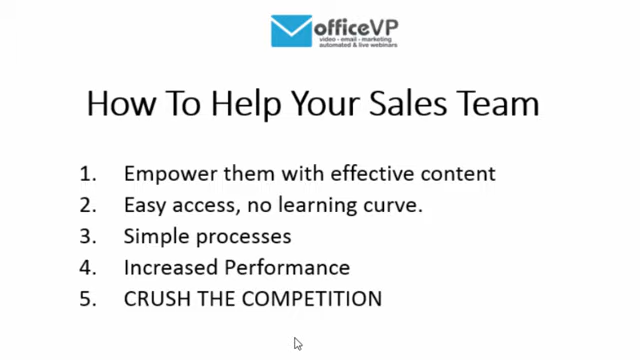 officeVP
video - email - marketing
automated & live webinars
How To Help Your Sales Team
1. Empower them with effective content
2. Easy access, no learning curve.
3. Simple processes
4. Increased Performance
5. CRUSH THE COMPETITION